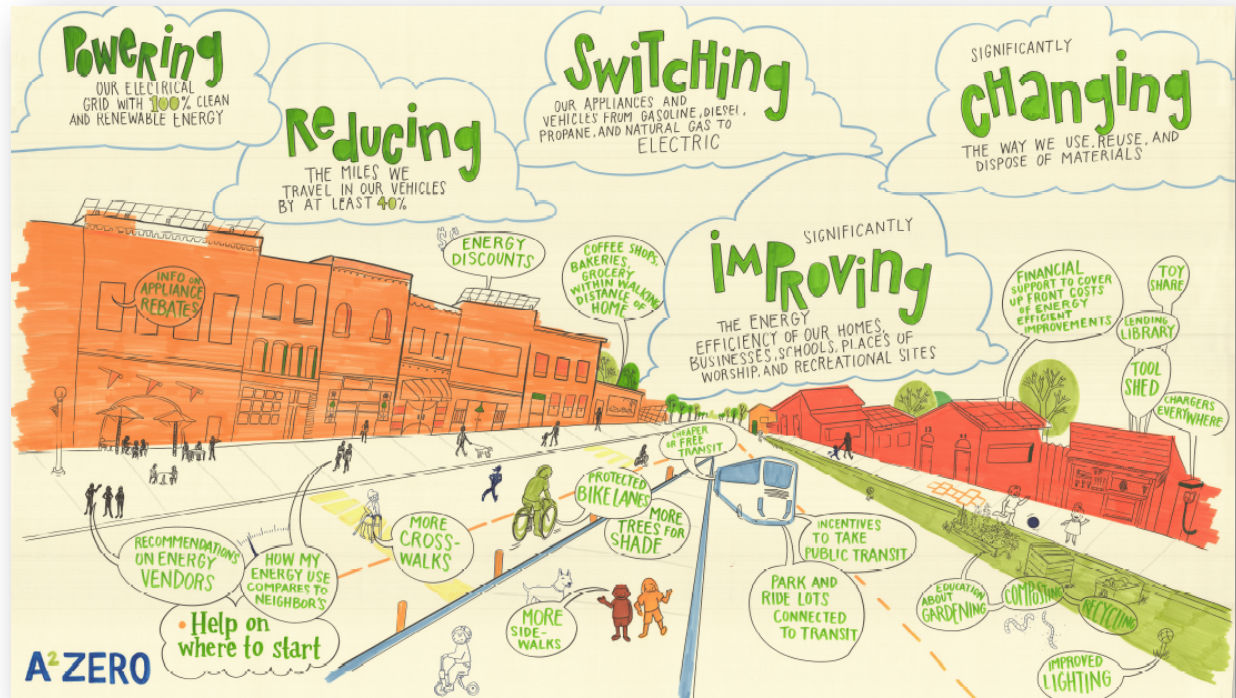 POWERING
OUR ELECTRICAL
GRID WITH 100% CLEAN
AND RENEWABLE ENERGY
REDUCING
THE MILES WE
TRAVEL IN OUR VEHICLES
BY AT LEAST 40%
SWITCHING
OUR APPLIANCES AND
VEHICLES FROM GASOLINE, DIESEL,
PROPANE, AND NATURAL GAS TO
ELECTRIC
SIGNIFICANTLY
CHANGING
THE WAY WE USE, REUSE, AND
DISPOSE OF MATERIALS
SIGNIFICANTLY
IMPROVING
THE ENERGY
EFFICIENCY OF OUR HOMES,
BUSINESSES, SCHOOLS, PLACES OF
WORSHIP, AND RECREATIONAL SITES
INFO ON
APPLIANCE
REBATES
ENERGY
DISCOUNTS
COFFEE SHOPS,
BAKERIES,
GROCERY
WITHIN WALKING
DISTANCE OF
HOME
FINANCIAL
SUPPORT TO COVER
UP FRONT COSTS
OF ENERGY
EFFICIENT
IMPROVEMENTS
TOY
SHARE
LENDING
LIBRARY
TOOL
SHED
CHARGERS
EVERYWHERE
CHEAPER
OR FREE
TRANSIT
PROTECTED
BIKE LANES
MORE
TREES FOR
SHADE
MORE
CROSS-
WALKS
RECOMMENDATIONS
ON ENERGY
VENDORS
HOW MY
ENERGY USE
COMPARES TO
NEIGHBOR'S
• Help on
where to start
MORE
SIDE-
WALKS
INCENTIVES
TO TAKE
PUBLIC TRANSIT
PARK AND
RIDE LOTS
CONNECTED
TO TRANSIT
EDUCATION
ABOUT
GARDENING
COMPOSTING
RECYCLING
IMPROVED
LIGHTING
A² ZERO